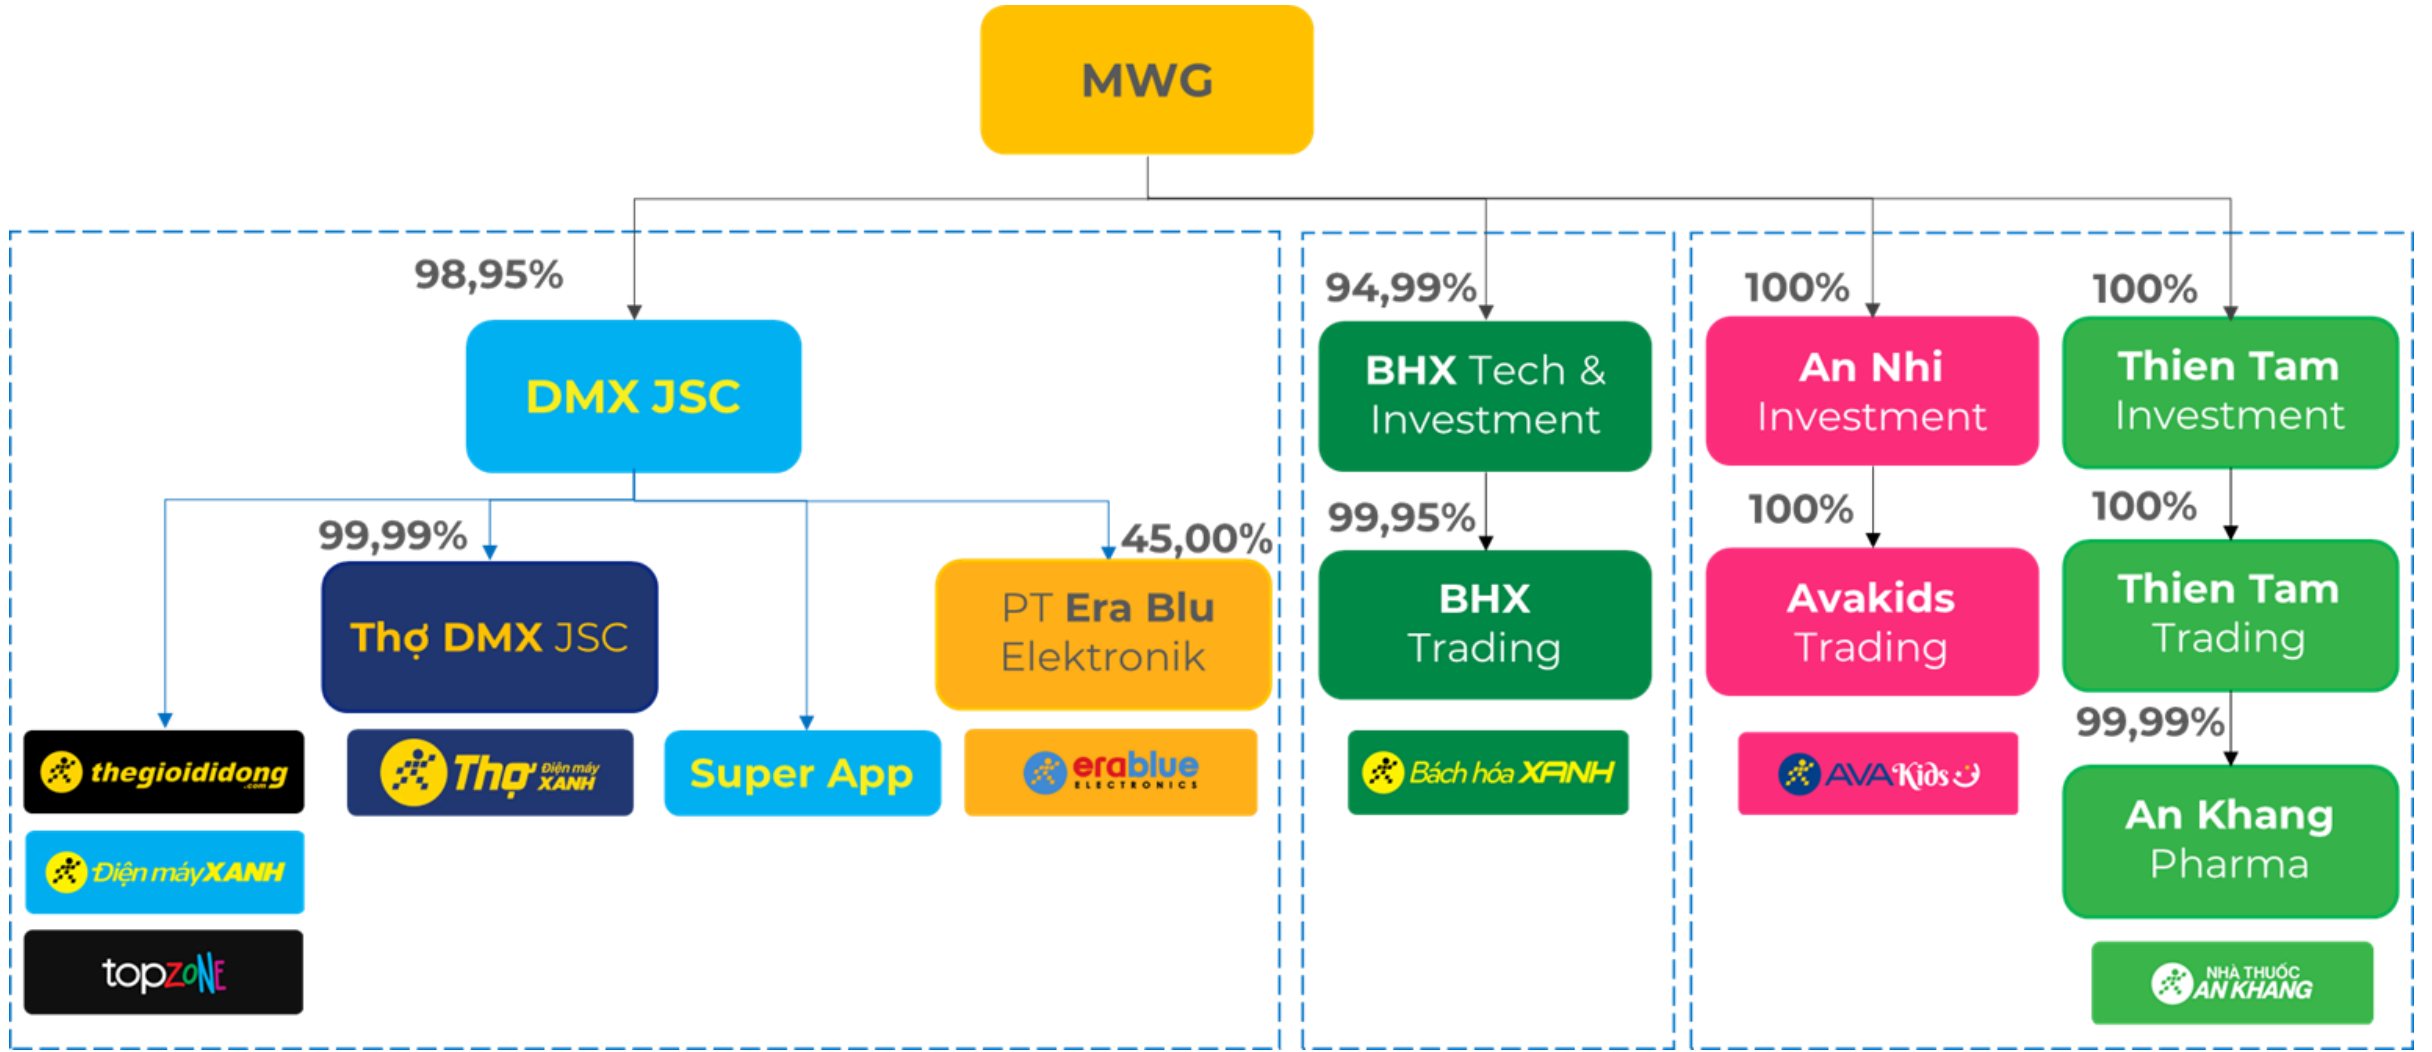 MWG
98,95%
DMX JSC
99,99%
Thợ DMX JSC
45,00%
PT Era Blu
Elektronik
thegioididong
.com
Điện máy XANH
topzone
Thợ Điện máy
XANH
Super App
erablue
ELECTRONICS
94,99%
BHX Tech &
Investment
99,95%
BHX
Trading
Bách hóa XANH
100%
An Nhi
Investment
100%
Avakids
Trading
AVAKids
100%
Thien Tam
Investment
100%
Thien Tam
Trading
99,99%
An Khang
Pharma
NHÀ THUỐC
AN KHANG